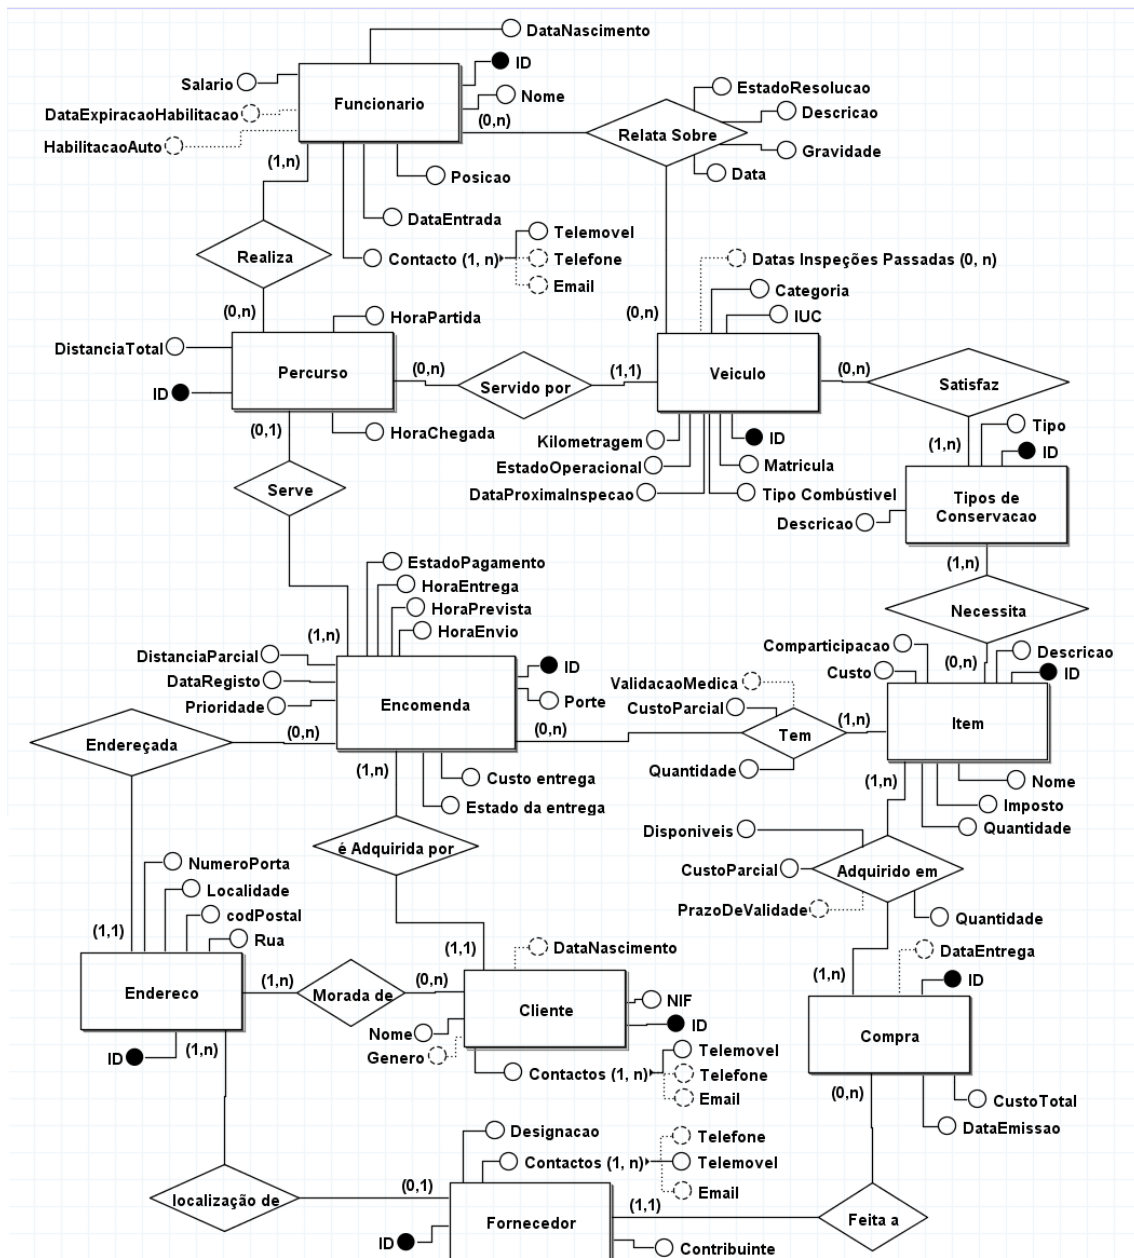 DataNascimento
ID
Salario
Nome
Funcionario
EstadoResolucao
DataExpiracaoHabilitacao
Descricao
(0,n)
Relata Sobre
HabilitacaoAuto
Gravidade
(1,n)
Data
Posicao
DataEntrada
Telemovel
Realiza
Contacto (1, n)
Telefone
Datas Inspeções Passadas (0, n)
Email
Categoria
(0,n)
(0,n)
HoraPartida
IUC
DistanciaTotal
Percurso
(0,n)
Servido por
(1,1)
Veiculo
(0,n)
Satisfaz
ID
(0,1)
HoraChegada
Kilometragem
ID
Tipo
(1,n)
ID
EstadoOperacional
Matricula
Serve
DataProximaInspecao
Tipo Combústivel
Tipos de
Conservacao
Descricao
EstadoPagamento
(1,n)
HoraEntrega
HoraPrevista
Necessita
HoraEnvio
(1,n)
Comparticipacao
Descricao
DistanciaParcial
(0,n)
ID
Custo
ID
DataRegisto
ValidacaoMedica
Prioridade
Encomenda
Porte
CustoParcial
Endereçada
(0,n)
(0,n)
Tem
(1,n)
Item
(1,n)
Custo entrega
Quantidade
(1,n)
Nome
Estado da entrega
Imposto
Disponiveis
Quantidade
é Adquirida por
NumeroPorta
CustoParcial
Adquirido em
Localidade
codPostal
PrazoDeValidade
Quantidade
(1,1)
Rua
(1,1)
DataNascimento
DataEntrega
(1,n)
(0,n)
(1,n)
ID
Endereco
Morada de
NIF
Cliente
Nome
ID
Compra
ID
(1,n)
Genero
Telemovel
Contactos (1, n)
Telefone
Email
(0,n)
CustoTotal
Designacao
Telefone
DataEmissao
Contactos (1, n)
Telemovel
(0,1)
Email
localização de
(1,1)
Fornecedor
Feita a
ID
Contribuinte